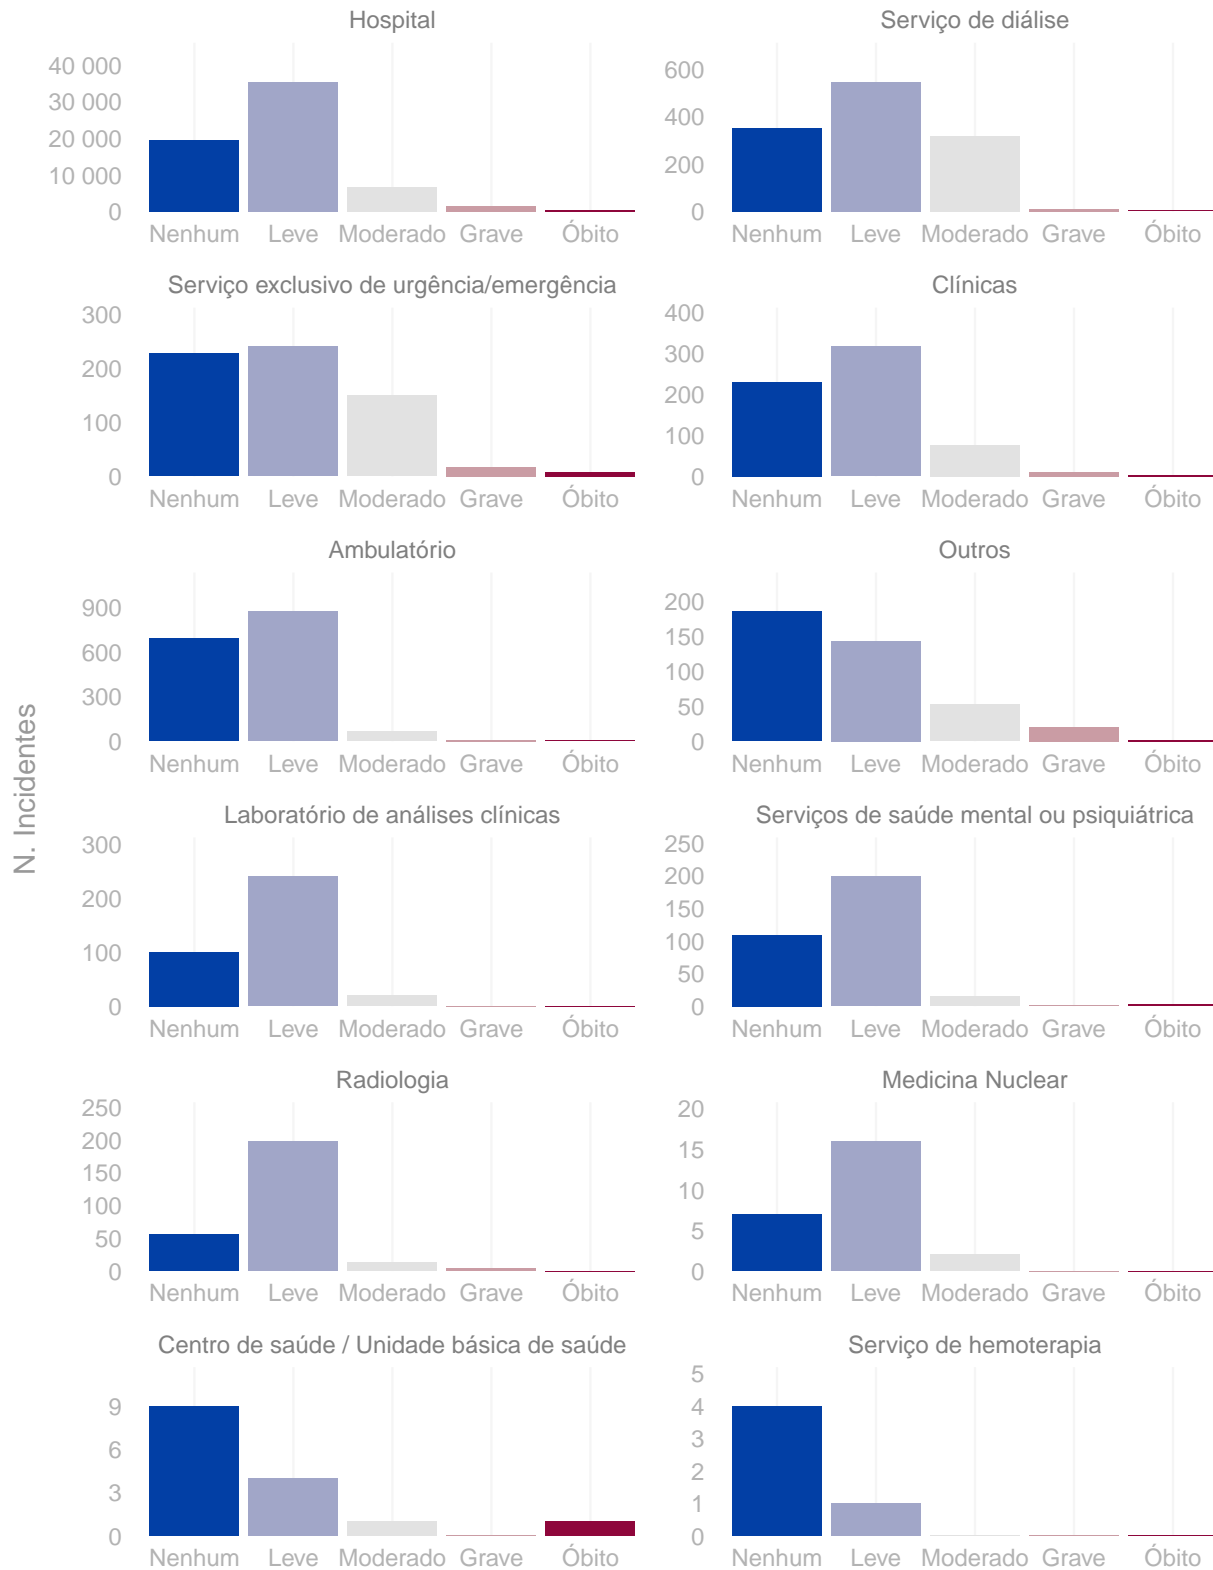 Hospital
40 000
30 000
20 000
10 000
0
Nenhum Leve Moderado Grave Óbito
Serviço de diálise
600
400
200
0
Nenhum Leve Moderado Grave Óbito
Serviço exclusivo de urgência/emergência
300
200
100
0
Nenhum Leve Moderado Grave Óbito
Clínicas
400
300
200
100
0
Nenhum Leve Moderado Grave Óbito
Ambulatório
900
600
300
0
Nenhum Leve Moderado Grave Óbito
Outros
200
150
100
50
0
Nenhum Leve Moderado Grave Óbito
N. Incidentes
Laboratório de análises clínicas
300
200
100
0
Nenhum Leve Moderado Grave Óbito
Serviços de saúde mental ou psiquiátrica
250
200
150
100
50
0
Nenhum Leve Moderado Grave Óbito
Radiologia
250
200
150
100
50
0
Nenhum Leve Moderado Grave Óbito
Medicina Nuclear
20
15
10
5
0
Nenhum Leve Moderado Grave Óbito
Centro de saúde / Unidade básica de saúde
9
6
3
0
Nenhum Leve Moderado Grave Óbito
Serviço de hemoterapia
5
4
3
2
1
0
Nenhum Leve Moderado Grave Óbito